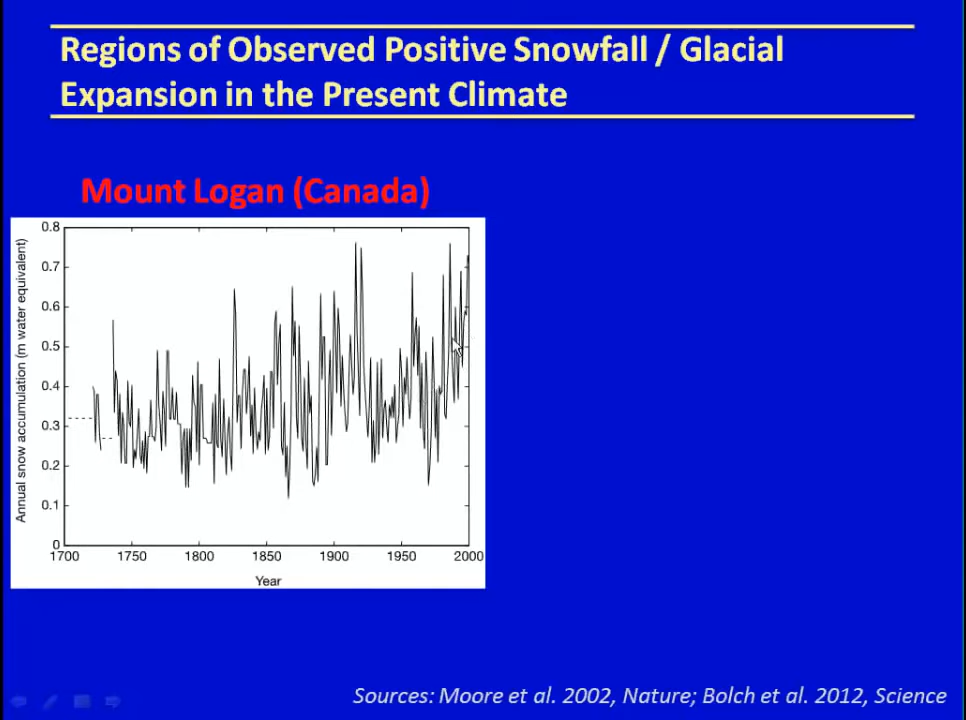 Regions of Observed Positive Snowfall / Glacial
Expansion in the Present Climate
Mount Logan (Canada)
Annual snow accumulation (m water equivalent)
0.8
0.7
0.6
0.5
0.4
0.3
0.2
0.1
0
1700 1750 1800 1850 1900 1950 2000
Year
Sources: Moore et al. 2002, Nature; Bolch et al. 2012, Science